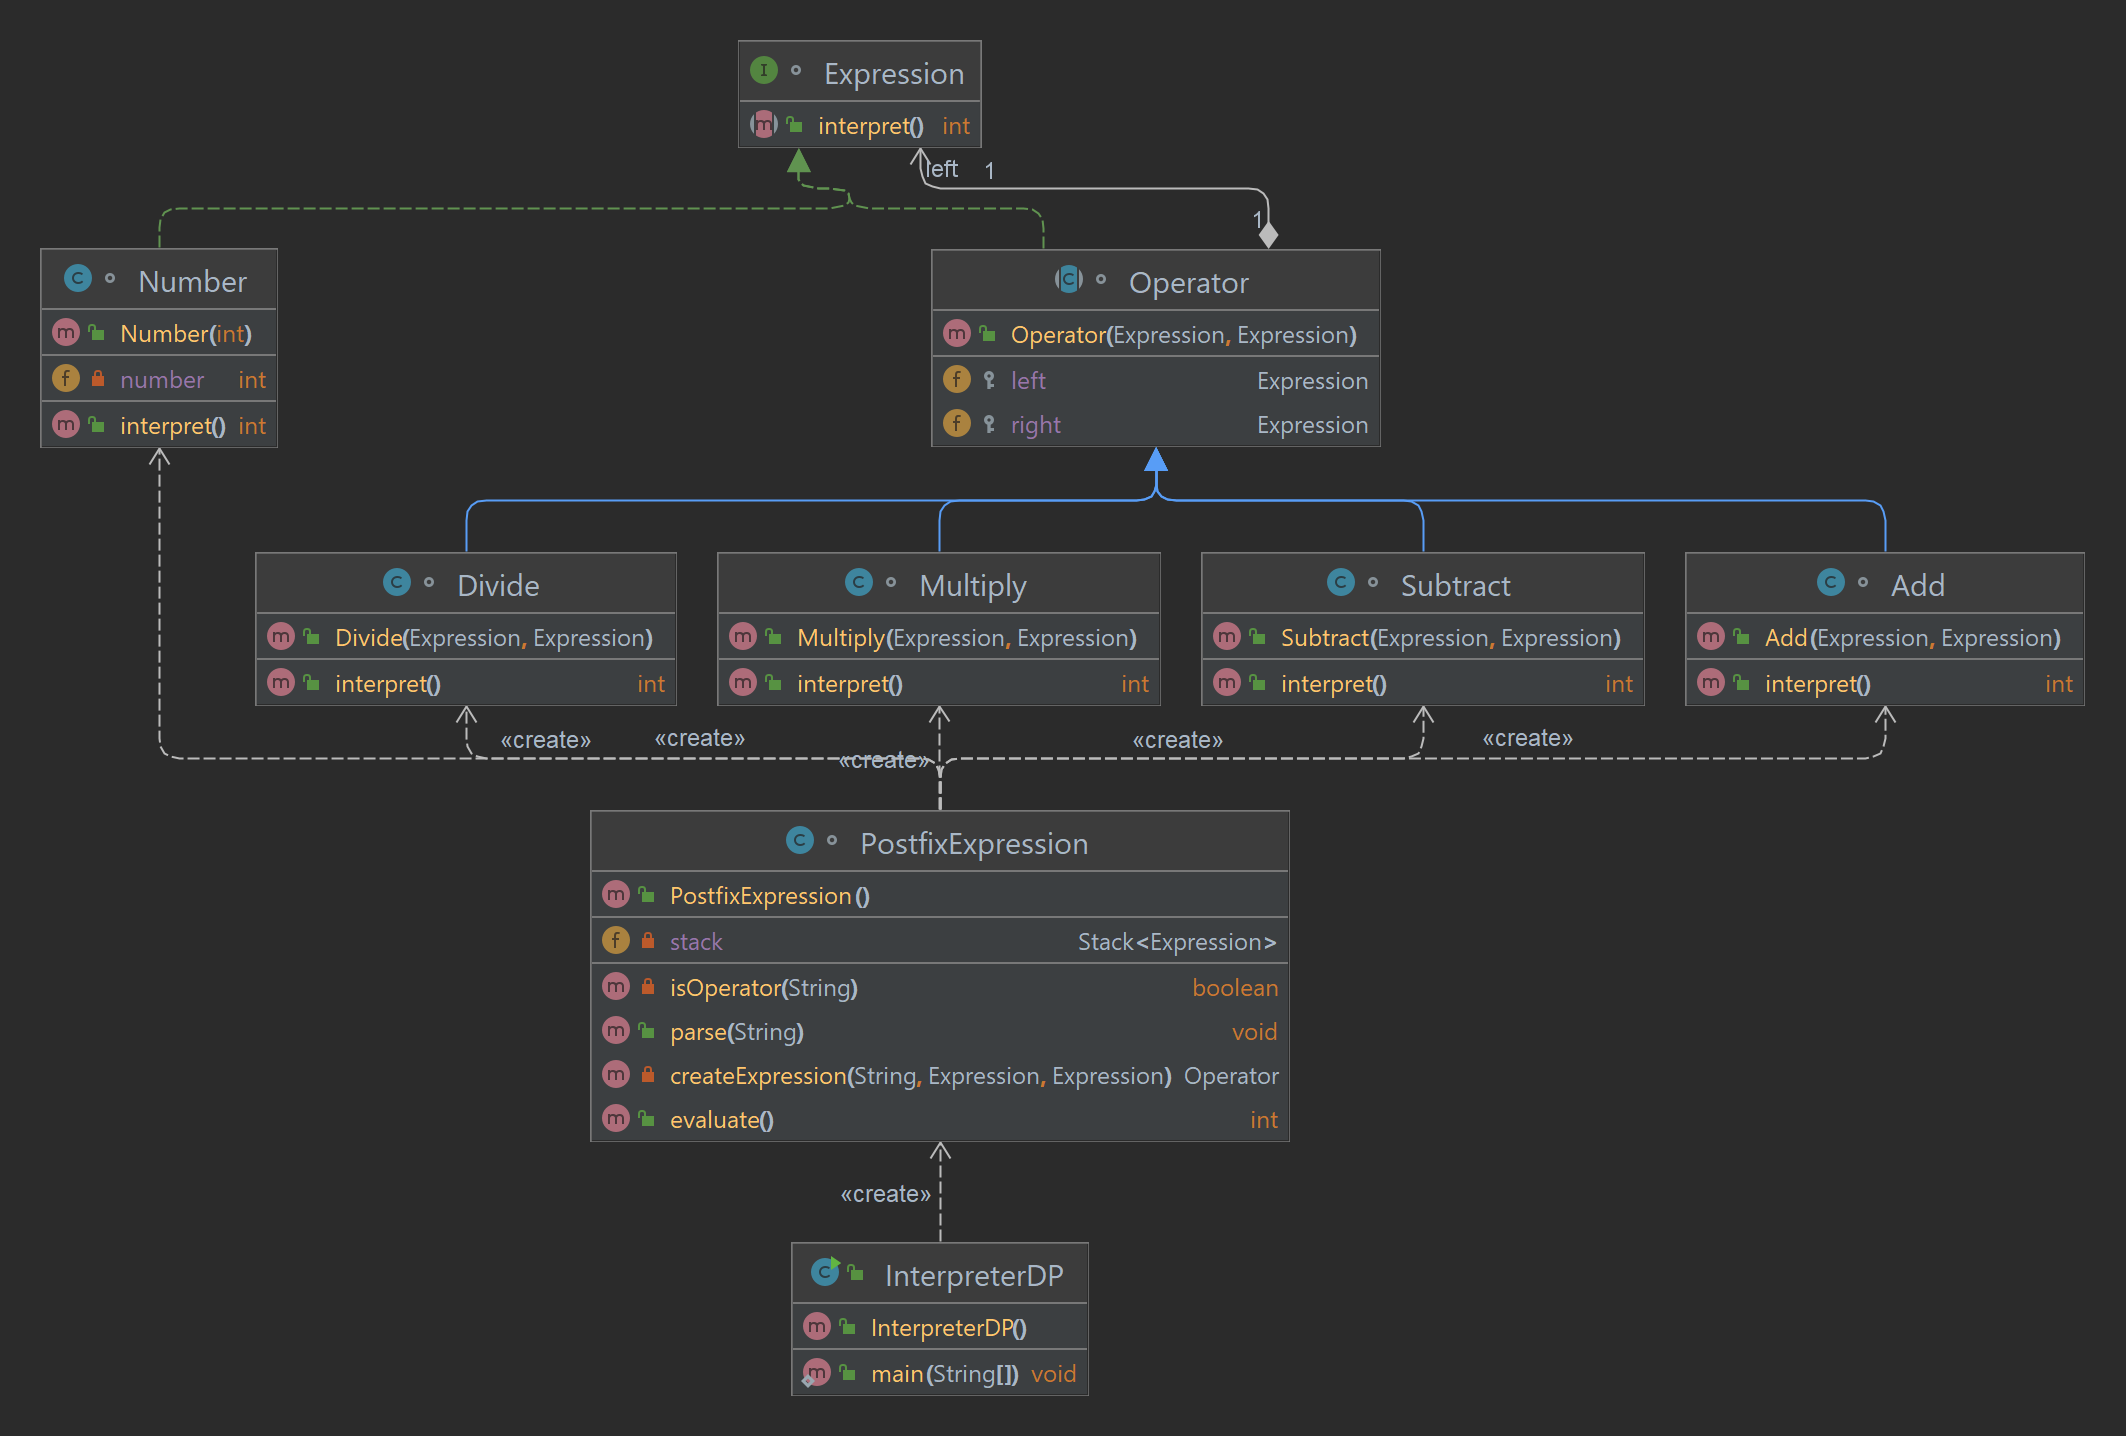 Expression
interpret() int
left 1
1
Number
Number(int)
number int
interpret() int
Operator
Operator(Expression, Expression)
left Expression
right Expression
Divide
Divide(Expression, Expression)
interpret() int
Multiply
Multiply(Expression, Expression)
interpret() int
Subtract
Subtract(Expression, Expression)
interpret() int
Add
Add(Expression, Expression)
interpret() int
«create»
«create»
«create»
«create»
«create»
PostfixExpression
PostfixExpression()
stack Stack<Expression>
isOperator(String) boolean
parse(String) void
createExpression(String, Expression, Expression) Operator
evaluate() int
«create»
InterpreterDP
InterpreterDP()
main(String[]) void